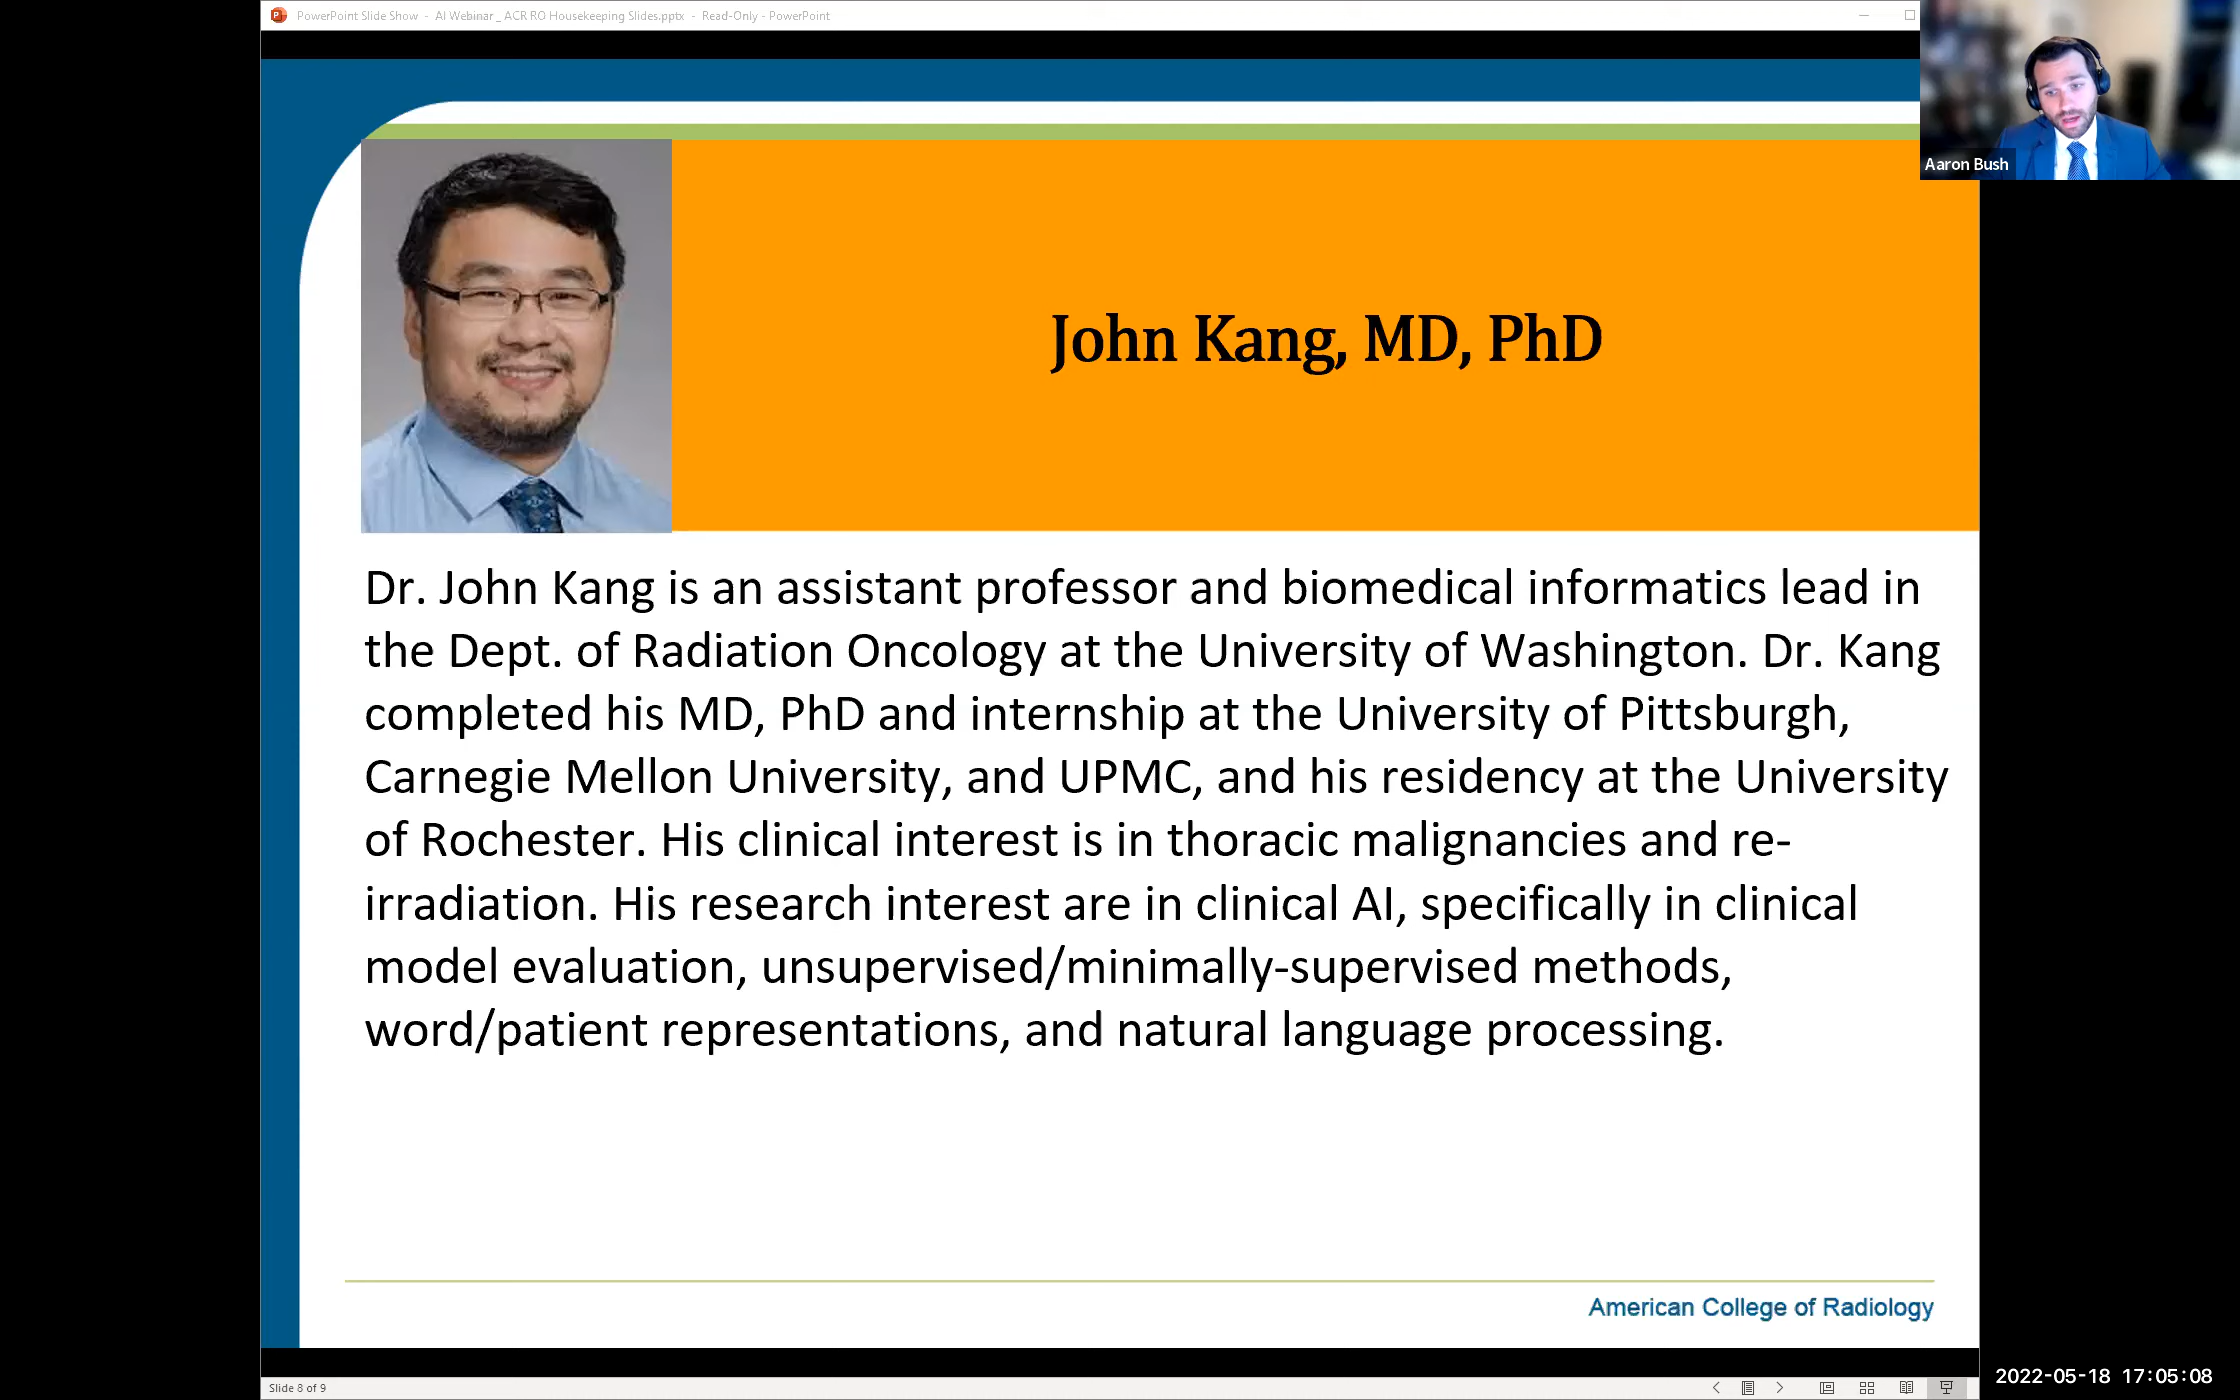 PowerPoint Slide Show - AI Webinar _ ACR RO Housekeeping Slides.pptx - Read-Only - PowerPoint
Aaron Bush
John Kang, MD, PhD
Dr. John Kang is an assistant professor and biomedical informatics lead in
the Dept. of Radiation Oncology at the University of Washington. Dr. Kang
completed his MD, PhD and internship at the University of Pittsburgh,
Carnegie Mellon University, and UPMC, and his residency at the University
of Rochester. His clinical interest is in thoracic malignancies and re-
irradiation. His research interest are in clinical AI, specifically in clinical
model evaluation, unsupervised/minimally-supervised methods,
word/patient representations, and natural language processing.
American College of Radiology
Slide 8 of 9
2022-05-18 17:05:08